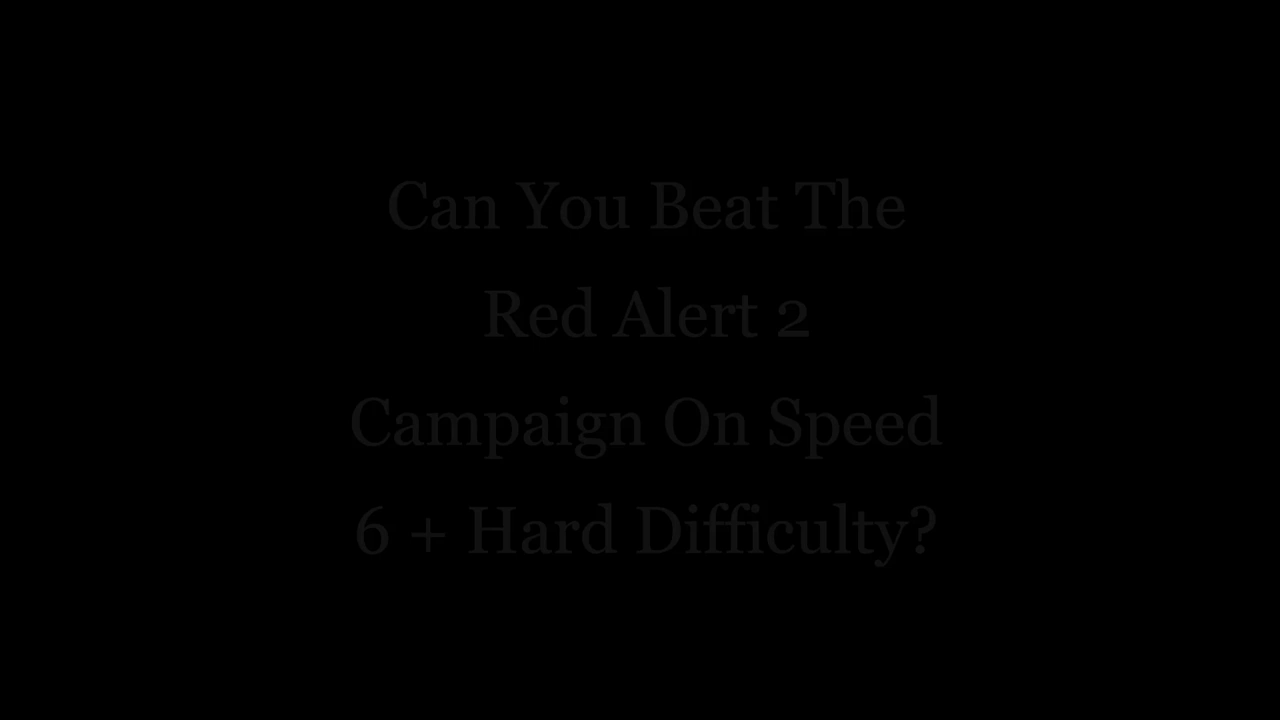 Can You Beat The
Red Alert 2
Campaign On Speed
6 + Hard Difficulty?